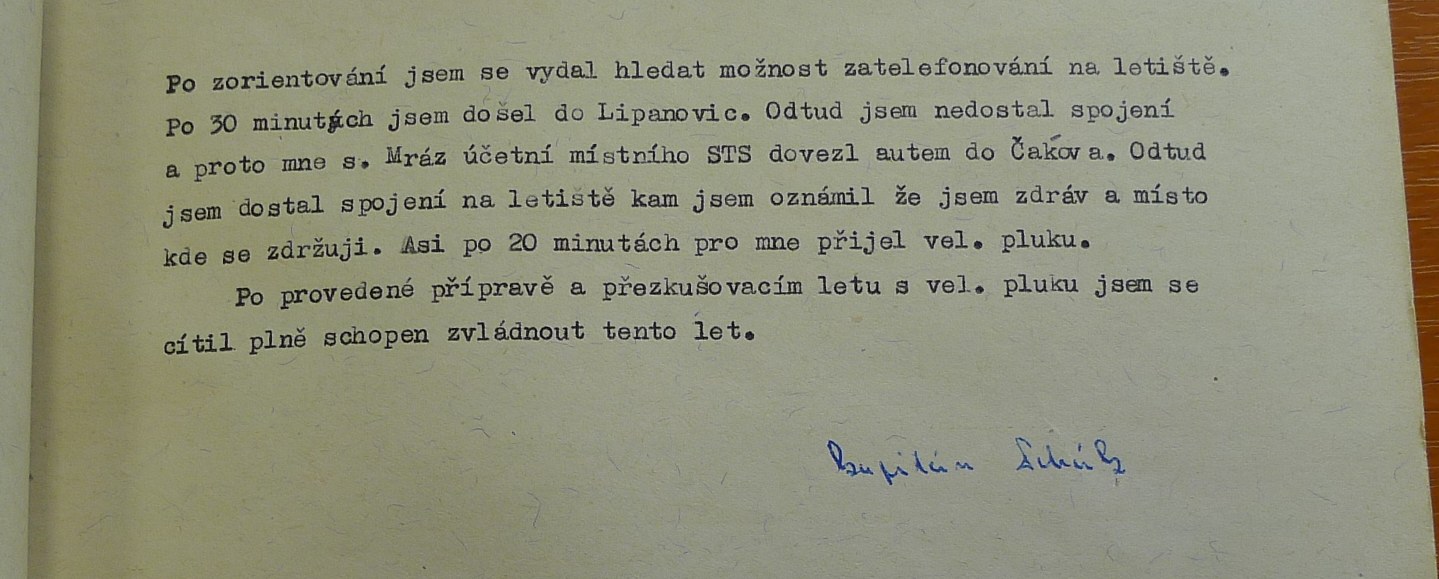 Po zorientování jsem se vydal hledat možnost zatelefonování na letiště.
Po 30 minutách jsem došel do Lipanovic. Odtud jsem nedostal spojení
a proto mne s. Mráz účetní místního STS dovezl autem do Čakova. Odtud
jsem dostal spojení na letiště kam jsem oznámil že jsem zdráv a místo
kde se zdržuji. Asi po 20 minutách pro mne přijel vel. pluku.
Po provedené přípravě a přezkušovacím letu s vel. pluku jsem se
cítil plně schopen zvládnout tento let.